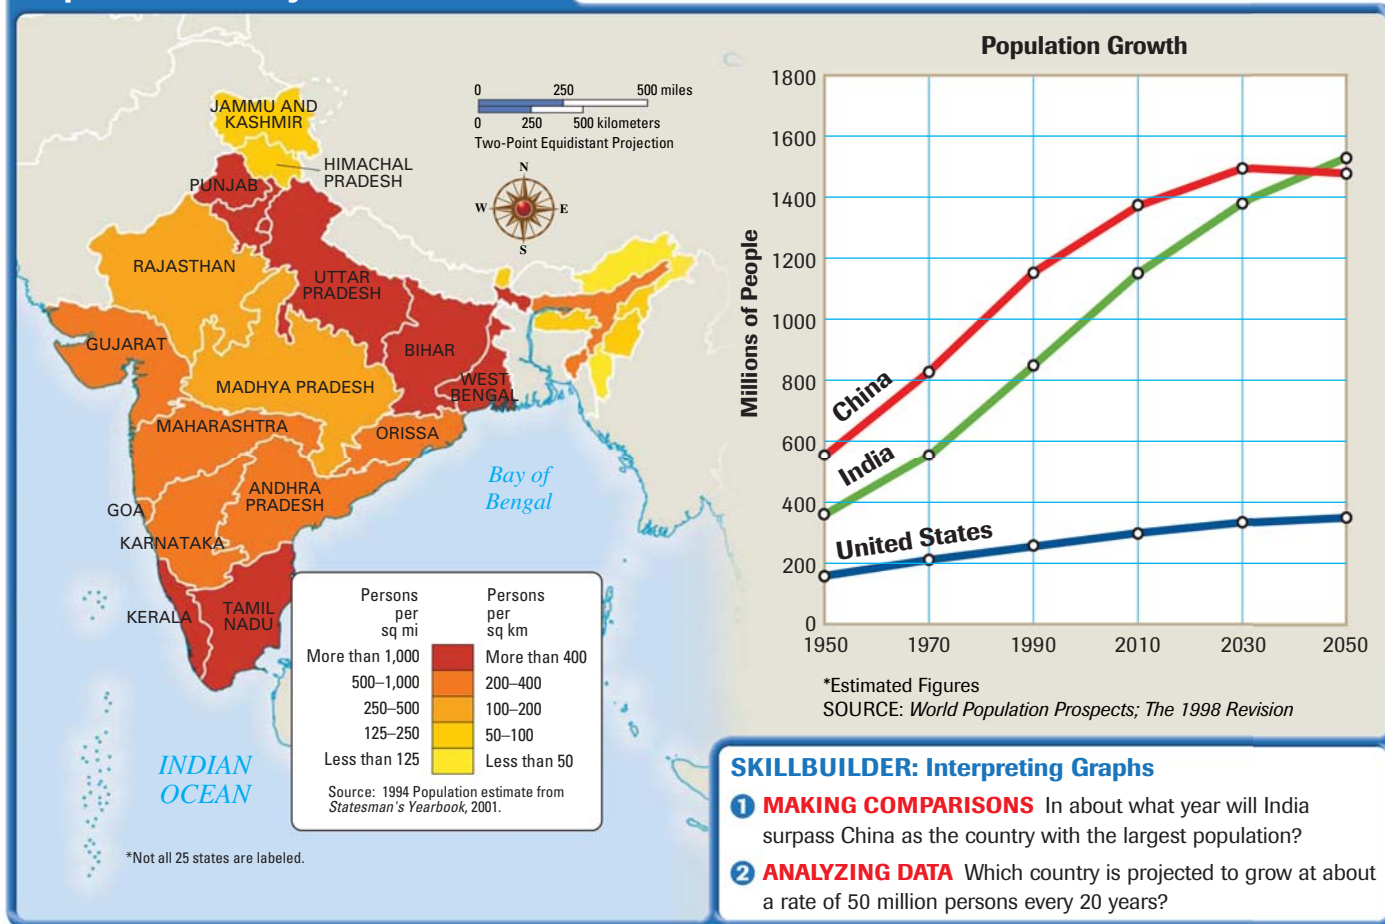 JAMMU AND
KASHMIR
HIMACHAL
PRADESH
PUNJAB
RAJASTHAN
UTTAR
PRADESH
GUJARAT
BIHAR
MADHYA PRADESH
WEST
BENGAL
MAHARASHTRA
ORISSA
ANDHRA
PRADESH
GOA
KARNATAKA
KERALA
TAMIL
NADU
Bay of
Bengal
INDIAN
OCEAN
0 250 500 miles
0 250 500 kilometers
Two-Point Equidistant Projection
N
W E
S
Persons
per
sq mi
Persons
per
sq km
More than 1,000 More than 400
500–1,000 200–400
250–500 100–200
125–250 50–100
Less than 125 Less than 50
Source: 1994 Population estimate from
Statesman's Yearbook, 2001.
*Not all 25 states are labeled.
Population Growth
Millions of People
1800
1600
1400
1200
1000
800
600
400
200
0
China
India
United States
1950 1970 1990 2010 2030 2050
*Estimated Figures
SOURCE: World Population Prospects; The 1998 Revision
SKILLBUILDER: Interpreting Graphs
1 MAKING COMPARISONS In about what year will India
surpass China as the country with the largest population?
2 ANALYZING DATA Which country is projected to grow at about
a rate of 50 million persons every 20 years?